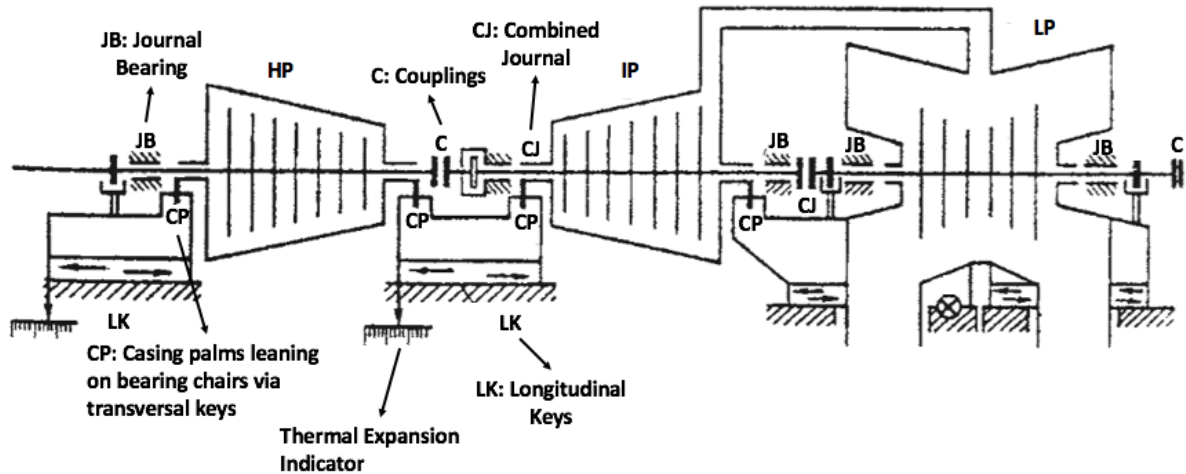 JB: Journal
Bearing
HP
C: Couplings
CJ: Combined
Journal
IP
LP
JB
C
CJ
JB
JB
JB
C
CP
CP
CP
CP
CJ
LK
LK
CP: Casing palms leaning
on bearing chairs via
transversal keys
LK: Longitudinal
Keys
Thermal Expansion
Indicator